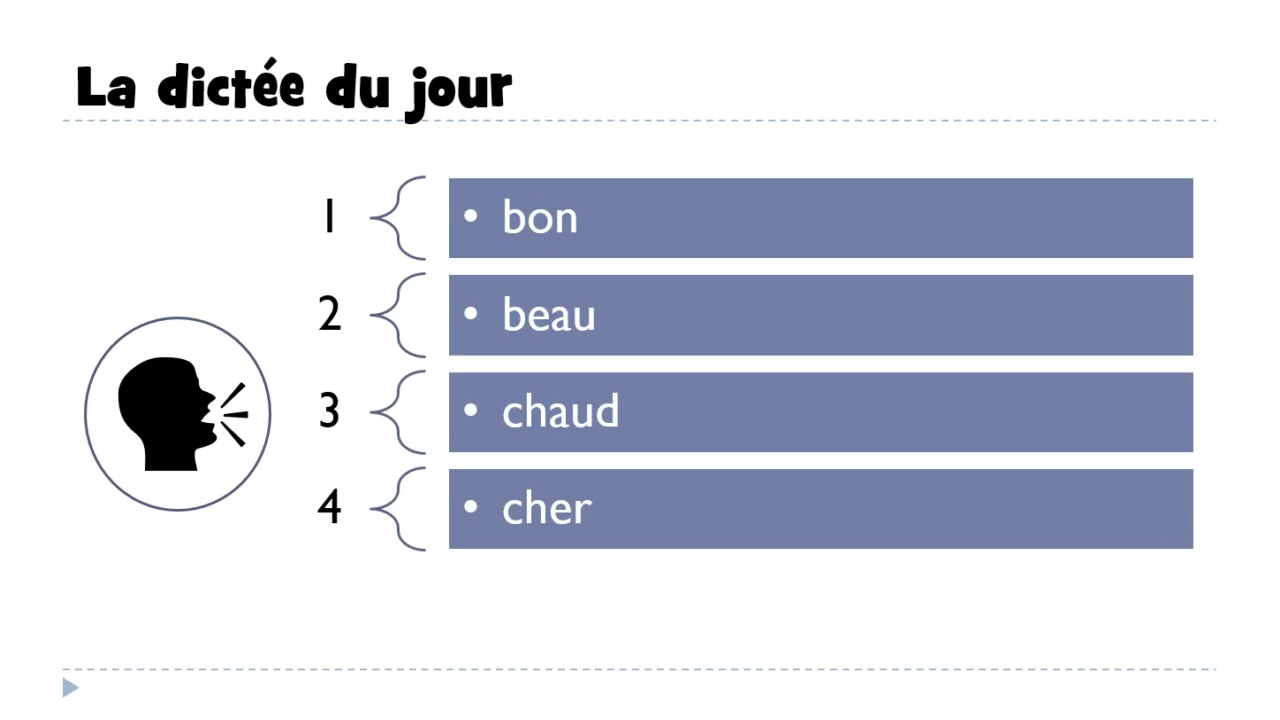 La dictée du jour
1 • bon
2 • beau
3 • chaud
4 • cher